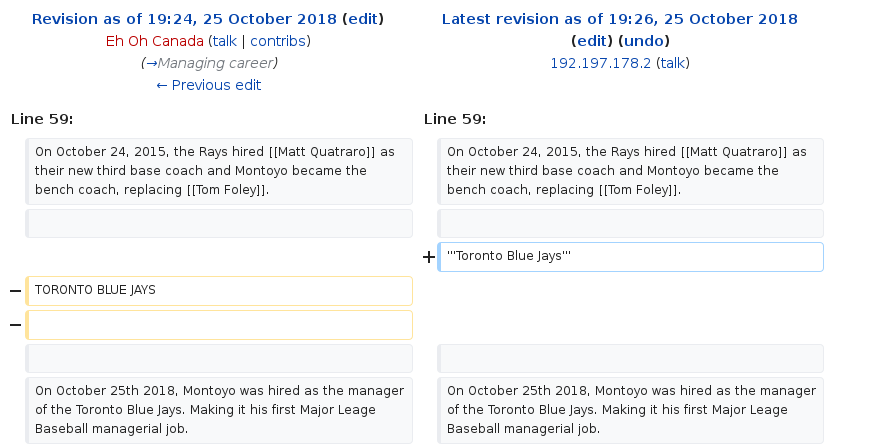 Revision as of 19:24, 25 October 2018 (edit)
Eh Oh Canada (talk | contribs)
(→Managing career)
← Previous edit
Latest revision as of 19:26, 25 October 2018
(edit) (undo)
192.197.178.2 (talk)
Line 59:
Line 59:
On October 24, 2015, the Rays hired [[Matt Quatraro]] as
their new third base coach and Montoyo became the
bench coach, replacing [[Tom Foley]].
On October 24, 2015, the Rays hired [[Matt Quatraro]] as
their new third base coach and Montoyo became the
bench coach, replacing [[Tom Foley]].
+ '''Toronto Blue Jays'''
− TORONTO BLUE JAYS
−
On October 25th 2018, Montoyo was hired as the manager
of the Toronto Blue Jays. Making it his first Major Leage
Baseball managerial job.
On October 25th 2018, Montoyo was hired as the manager
of the Toronto Blue Jays. Making it his first Major Leage
Baseball managerial job.